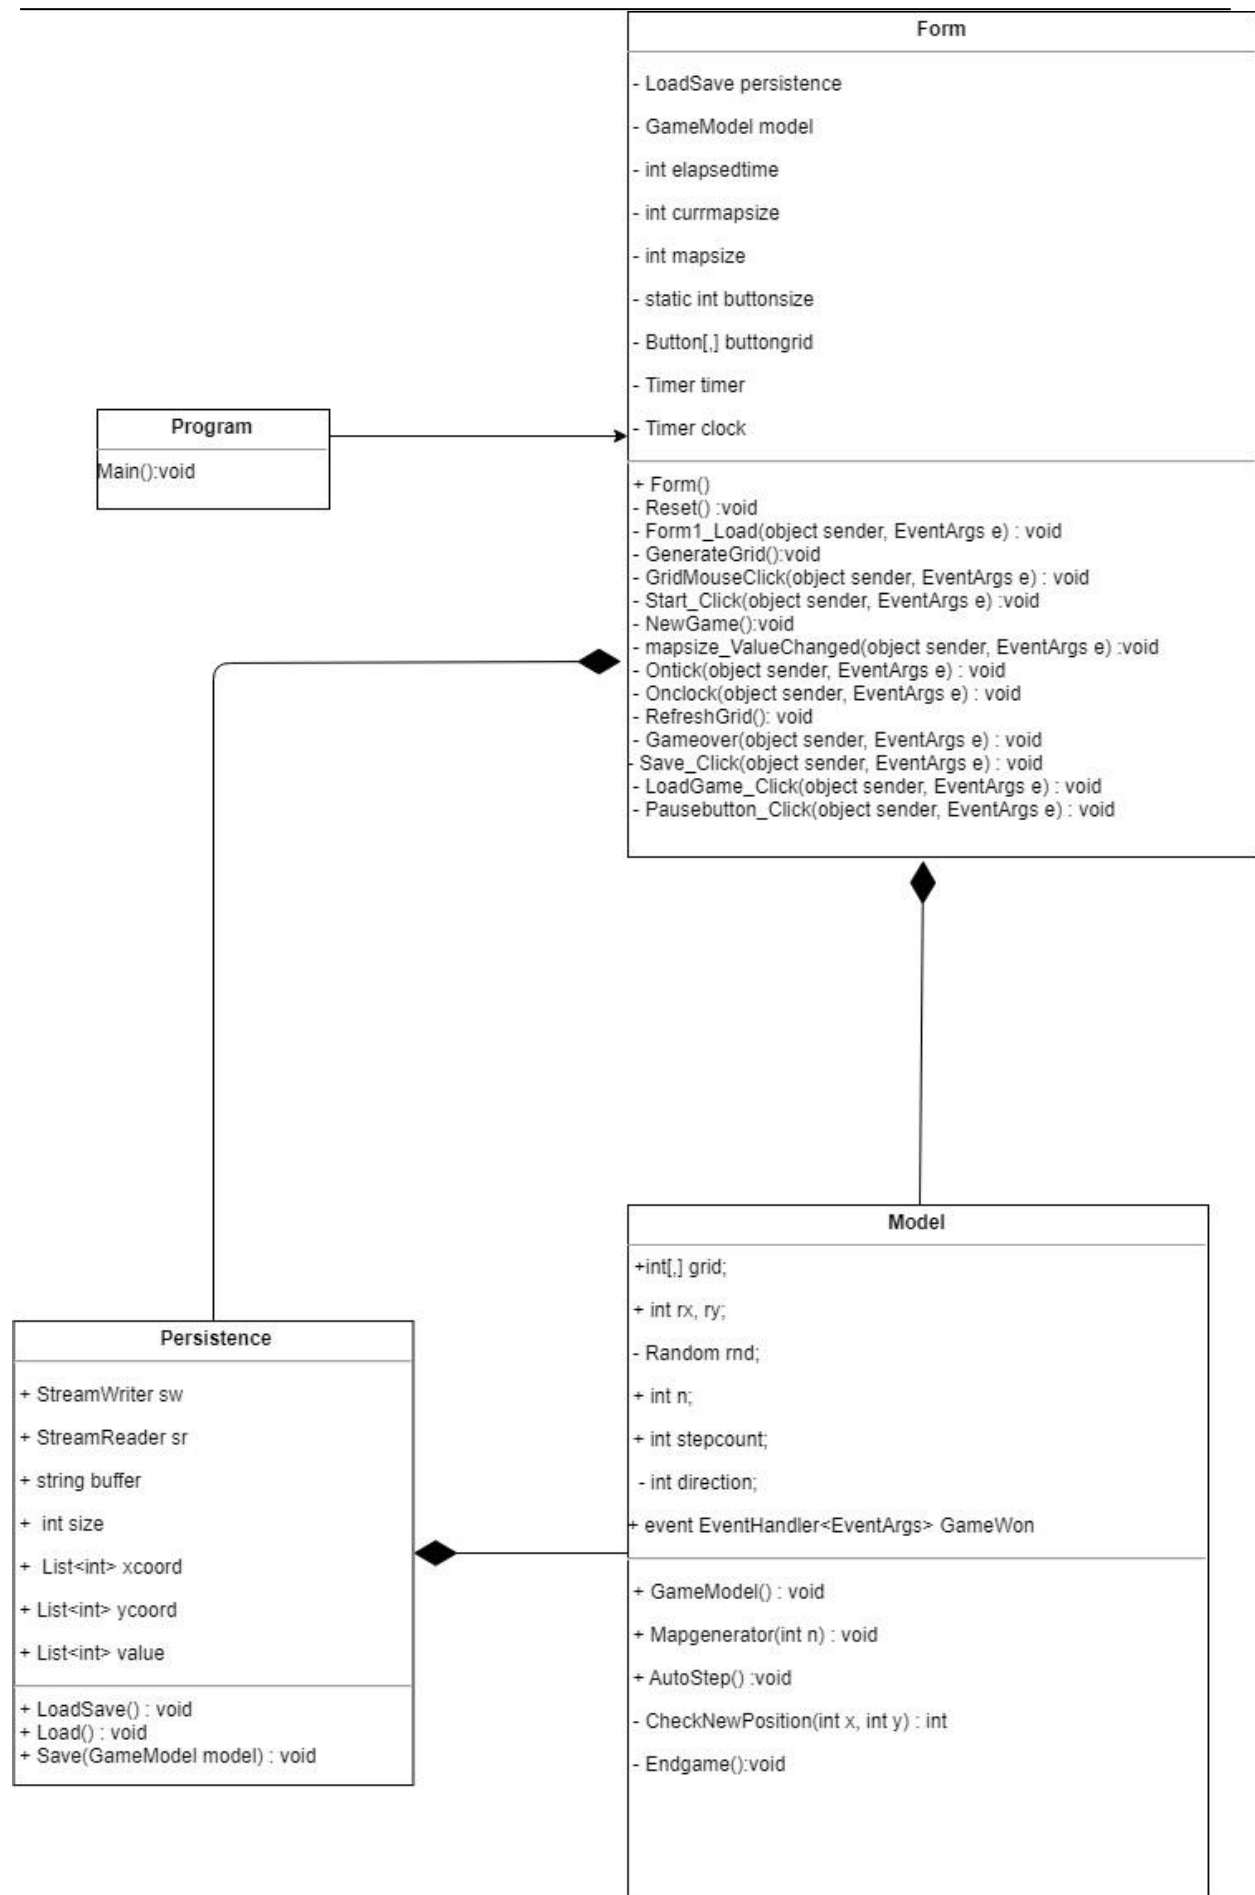 Form
- LoadSave persistence
- GameModel model
- int elapsedtime
- int currmapsize
- int mapsize
- static int buttonsize
- Button[,] buttongrid
- Timer timer
- Timer clock
+ Form()
- Reset() :void
- Form1_Load(object sender, EventArgs e) : void
- GenerateGrid():void
- GridMouseClick(object sender, EventArgs e) : void
- Start_Click(object sender, EventArgs e) :void
- NewGame():void
- mapsize_ValueChanged(object sender, EventArgs e) :void
- Ontick(object sender, EventArgs e) : void
- Onclock(object sender, EventArgs e) : void
- RefreshGrid(): void
- Gameover(object sender, EventArgs e) : void
- Save_Click(object sender, EventArgs e) : void
- LoadGame_Click(object sender, EventArgs e) : void
- Pausebutton_Click(object sender, EventArgs e) : void
Program
Main():void
Model
+int[,] grid;
+ int rx, ry;
- Random rnd;
+ int n;
+ int stepcount;
- int direction;
+ event EventHandler<EventArgs> GameWon
+ GameModel() : void
+ Mapgenerator(int n) : void
+ AutoStep() :void
- CheckNewPosition(int x, int y) : int
- Endgame():void
Persistence
+ StreamWriter sw
+ StreamReader sr
+ string buffer
+ int size
+ List<int> xcoord
+ List<int> ycoord
+ List<int> value
+ LoadSave() : void
+ Load() : void
+ Save(GameModel model) : void